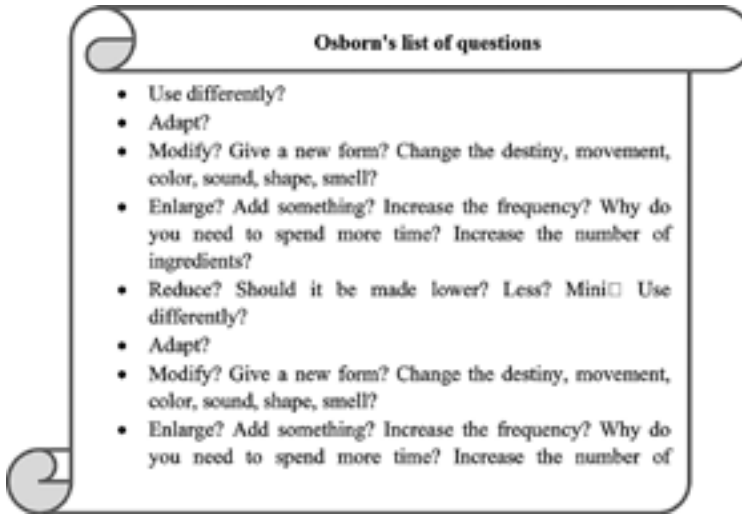 Osborn's list of questions
• Use differently?
• Adapt?
• Modify? Give a new form? Change the destiny, movement,
color, sound, shape, smell?
• Enlarge? Add something? Increase the frequency? Why do
you need to spend more time? Increase the number of
ingredients?
• Reduce? Should it be made lower? Less? Mini□ Use
differently?
• Adapt?
• Modify? Give a new form? Change the destiny, movement,
color, sound, shape, smell?
• Enlarge? Add something? Increase the frequency? Why do
you need to spend more time? Increase the number of